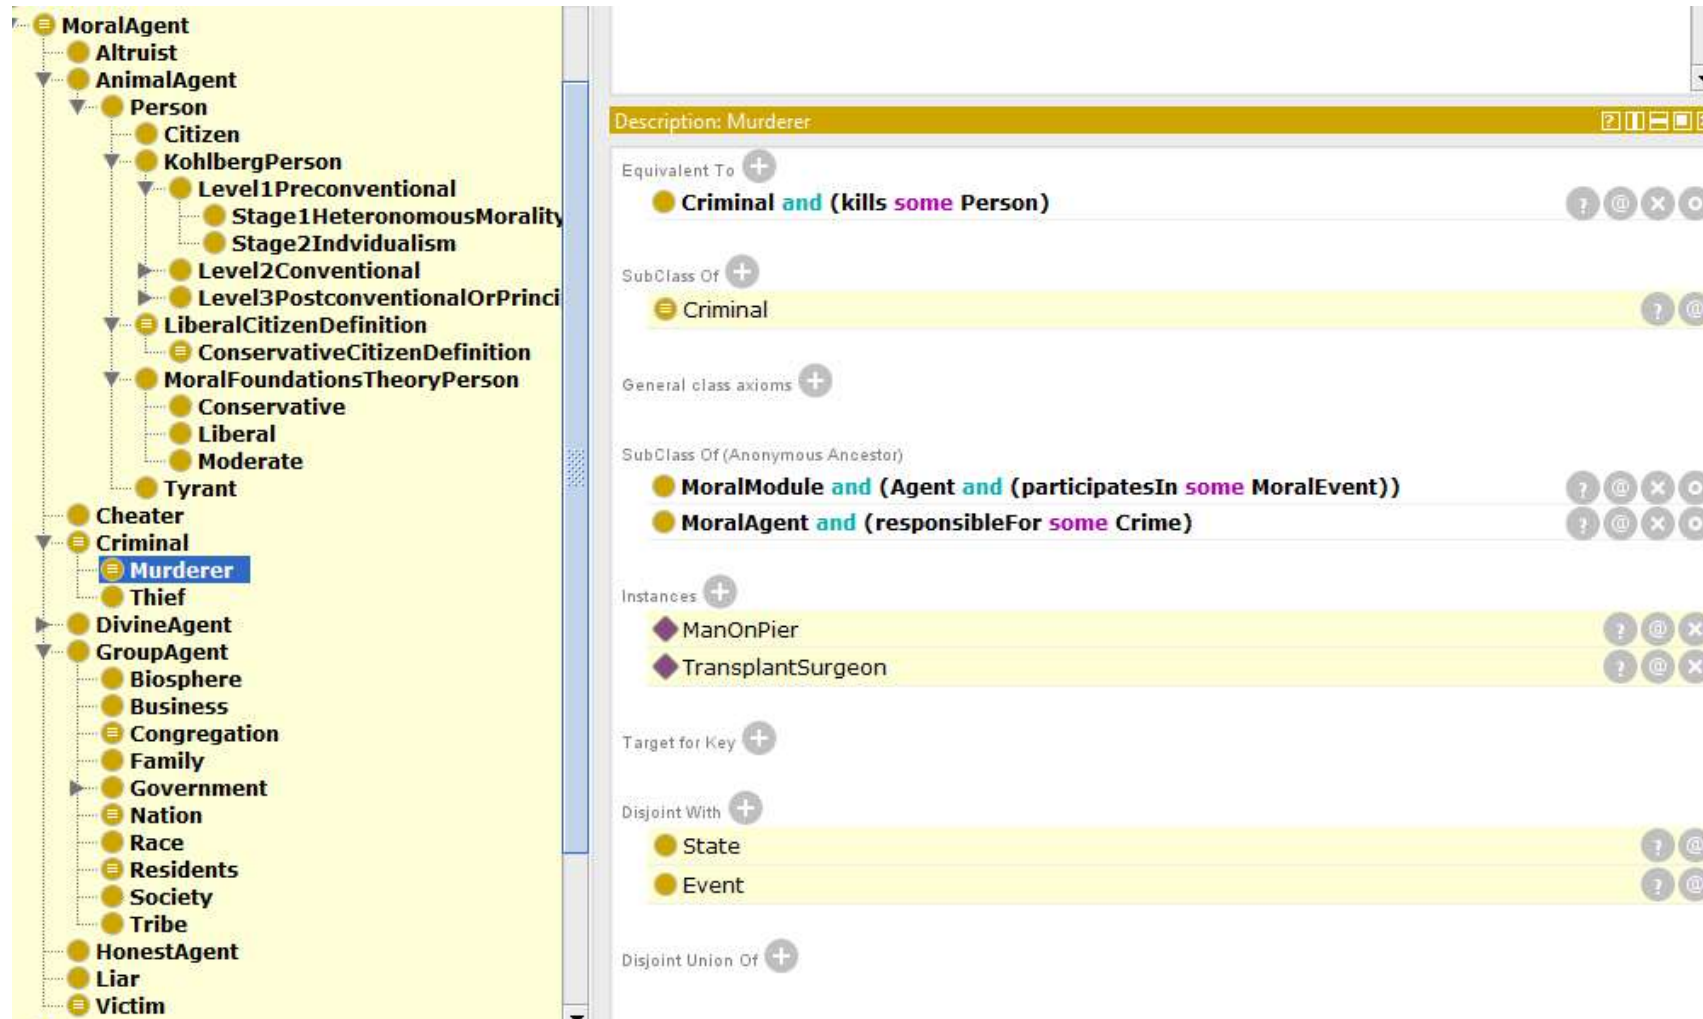 MoralAgent
Altruist
AnimalAgent
Person
Citizen
KohlbergPerson
Level1Preconventional
Stage1HeteronomousMorality
Stage2Indvidualism
Level2Conventional
Level3PostconventionalOrPrinci
LiberalCitizenDefinition
ConservativeCitizenDefinition
MoralFoundationsTheoryPerson
Conservative
Liberal
Moderate
Tyrant
Cheater
Criminal
Murderer
Thief
DivineAgent
GroupAgent
Biosphere
Business
Congregation
Family
Government
Nation
Race
Residents
Society
Tribe
HonestAgent
Liar
Victim
Description: Murderer
Equivalent To
Criminal and (kills some Person)
SubClass Of
Criminal
General class axioms
SubClass Of (Anonymous Ancestor)
MoralModule and (Agent and (participatesIn some MoralEvent))
MoralAgent and (responsibleFor some Crime)
Instances
ManOnPier
TransplantSurgeon
Target for Key
Disjoint With
State
Event
Disjoint Union Of